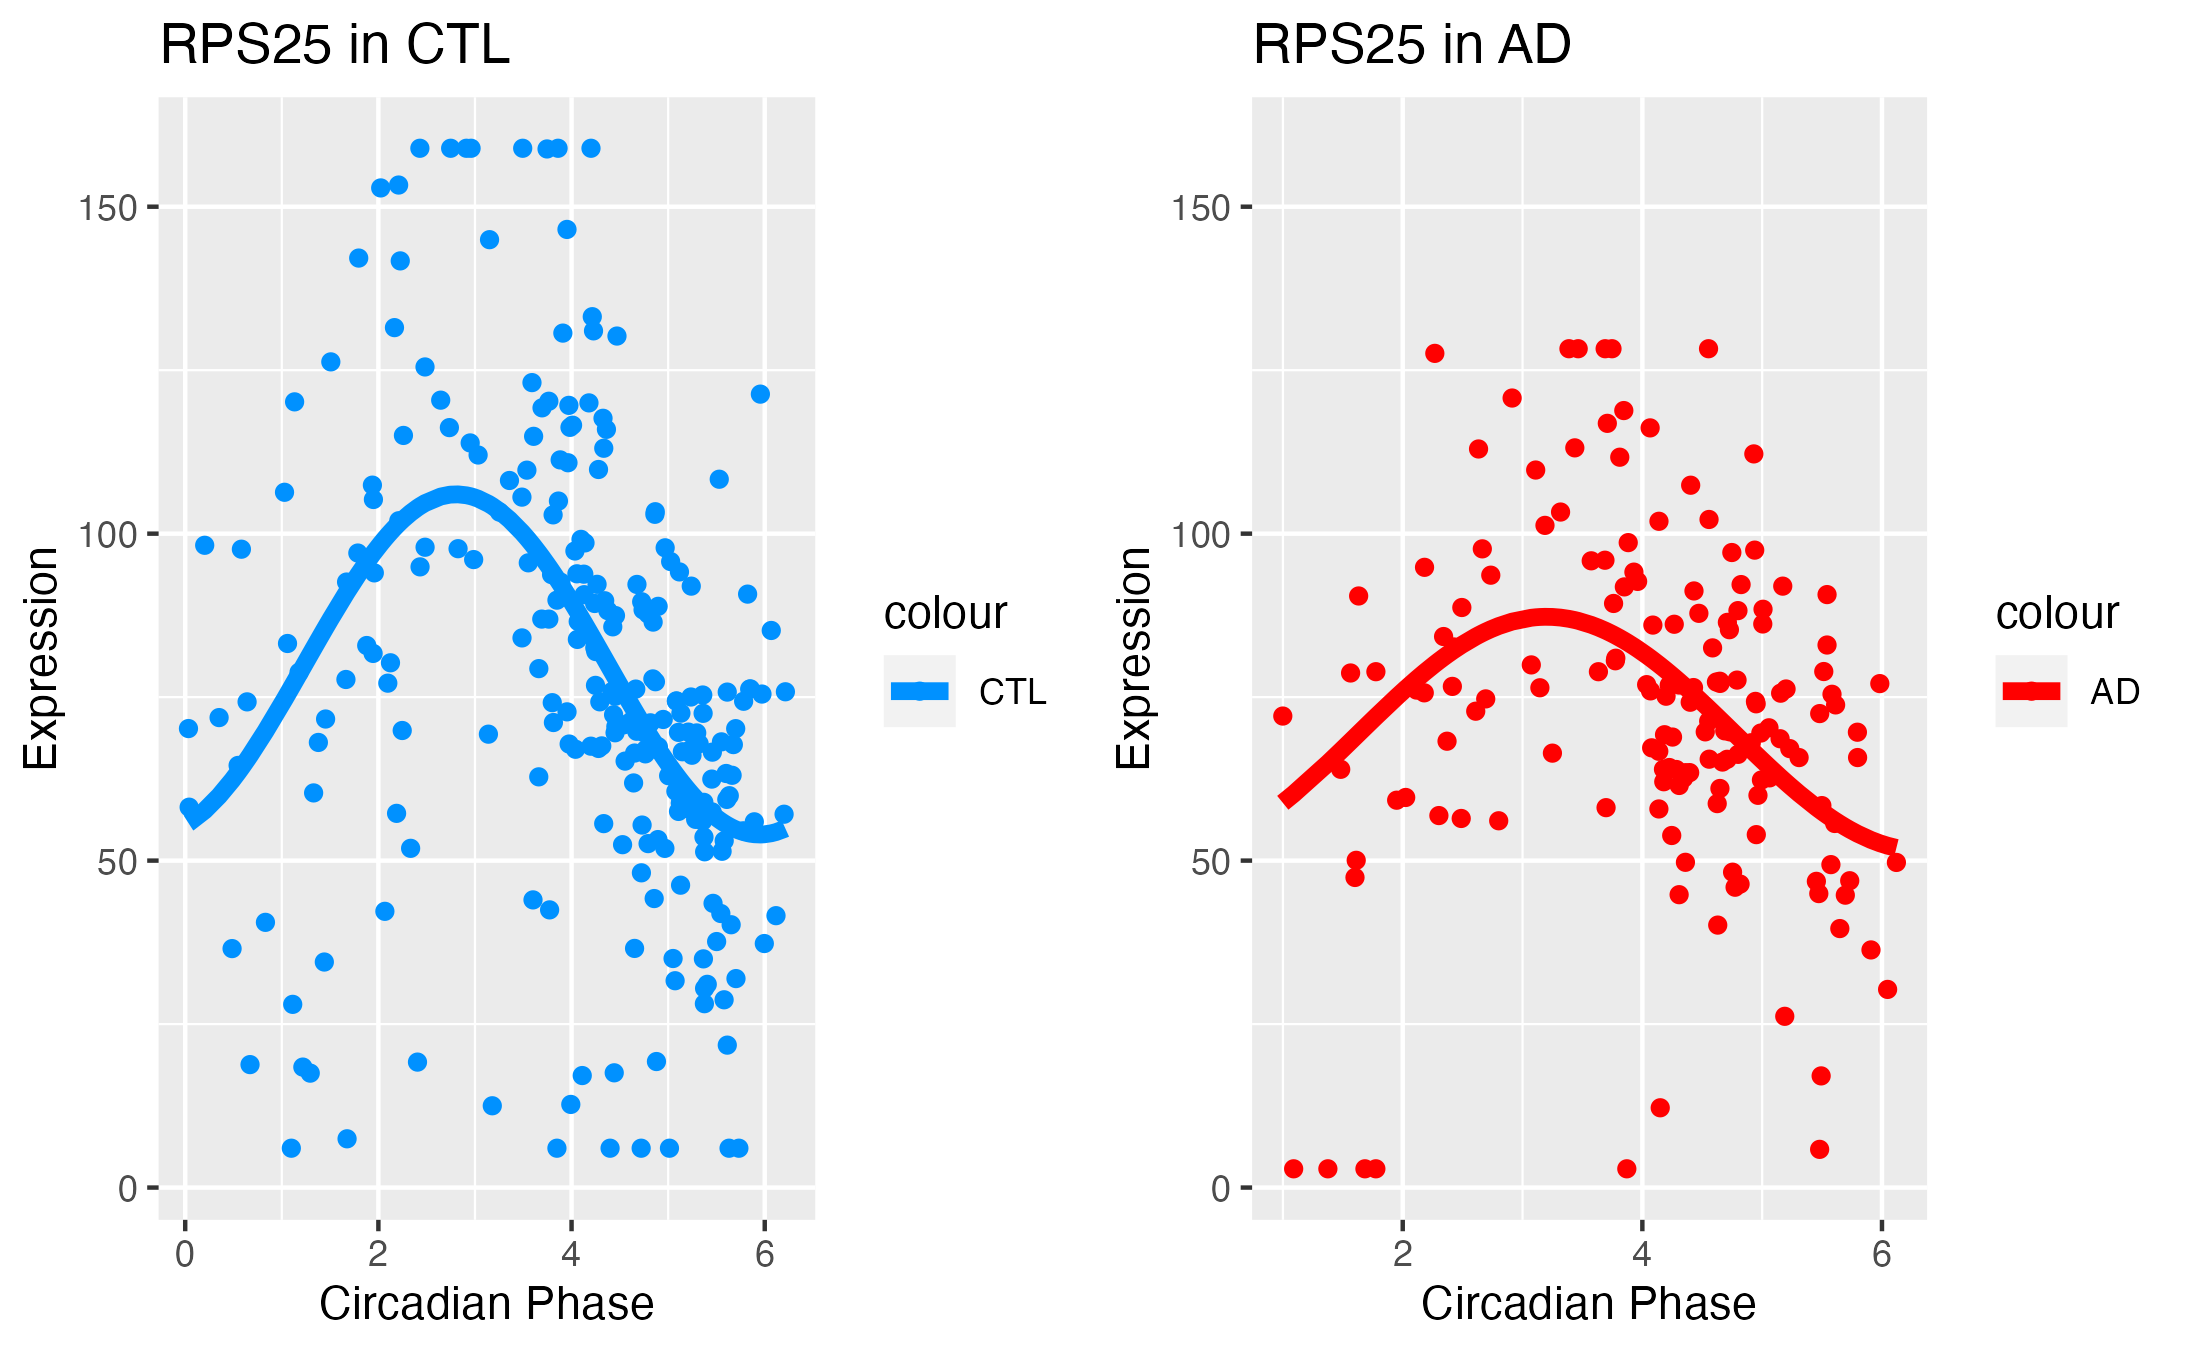 RPS25 in CTL
150
100
50
0
0 2 4 6
Circadian Phase
Expression
colour
CTL
RPS25 in AD
150
100
50
0
2 4 6
Circadian Phase
Expression
colour
AD